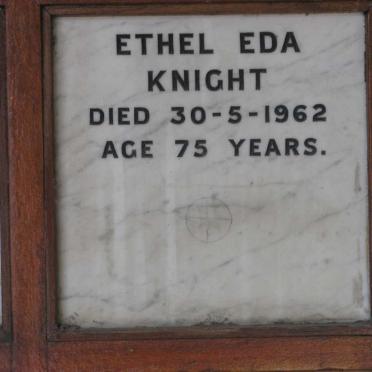 ETHEL EDA
KNIGHT
DIED 30-5-1962
AGE 75 YEARS.